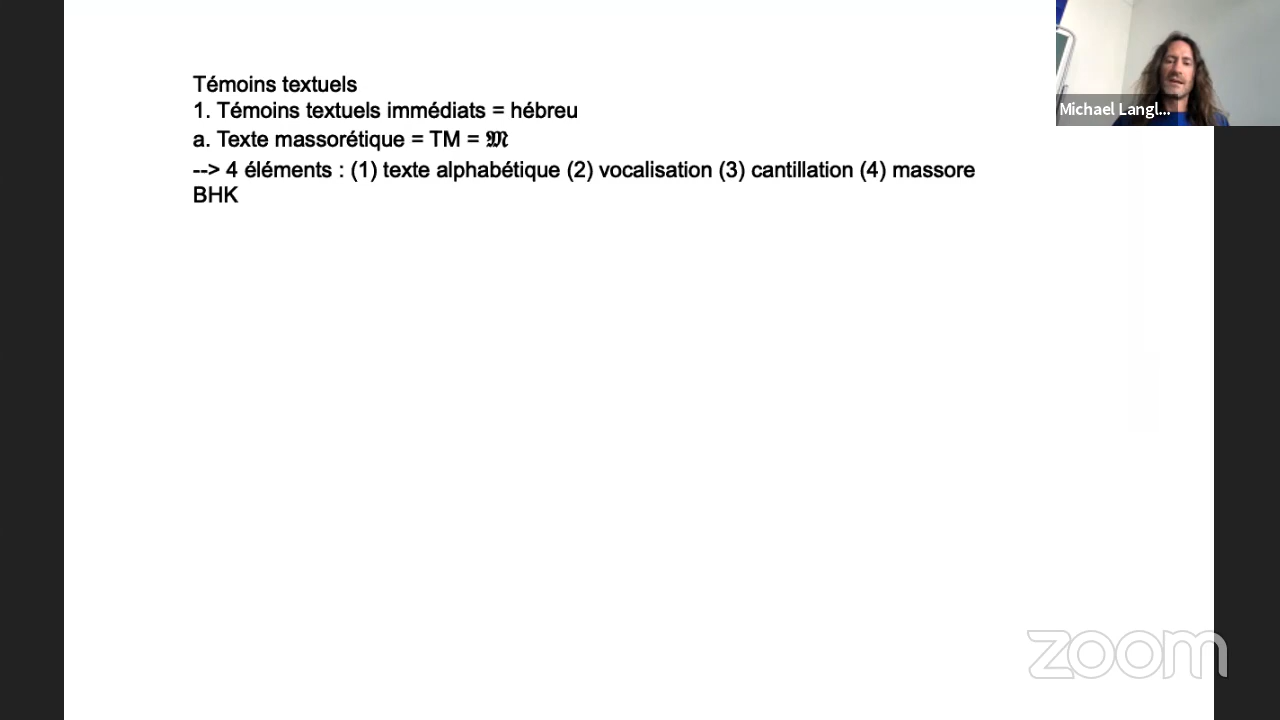 Témoins textuels
1. Témoins textuels immédiats = hébreu
a. Texte massorétique = TM = 𝕸
--> 4 éléments : (1) texte alphabétique (2) vocalisation (3) cantillation (4) massore
BHK
Michael Langl...
zoom